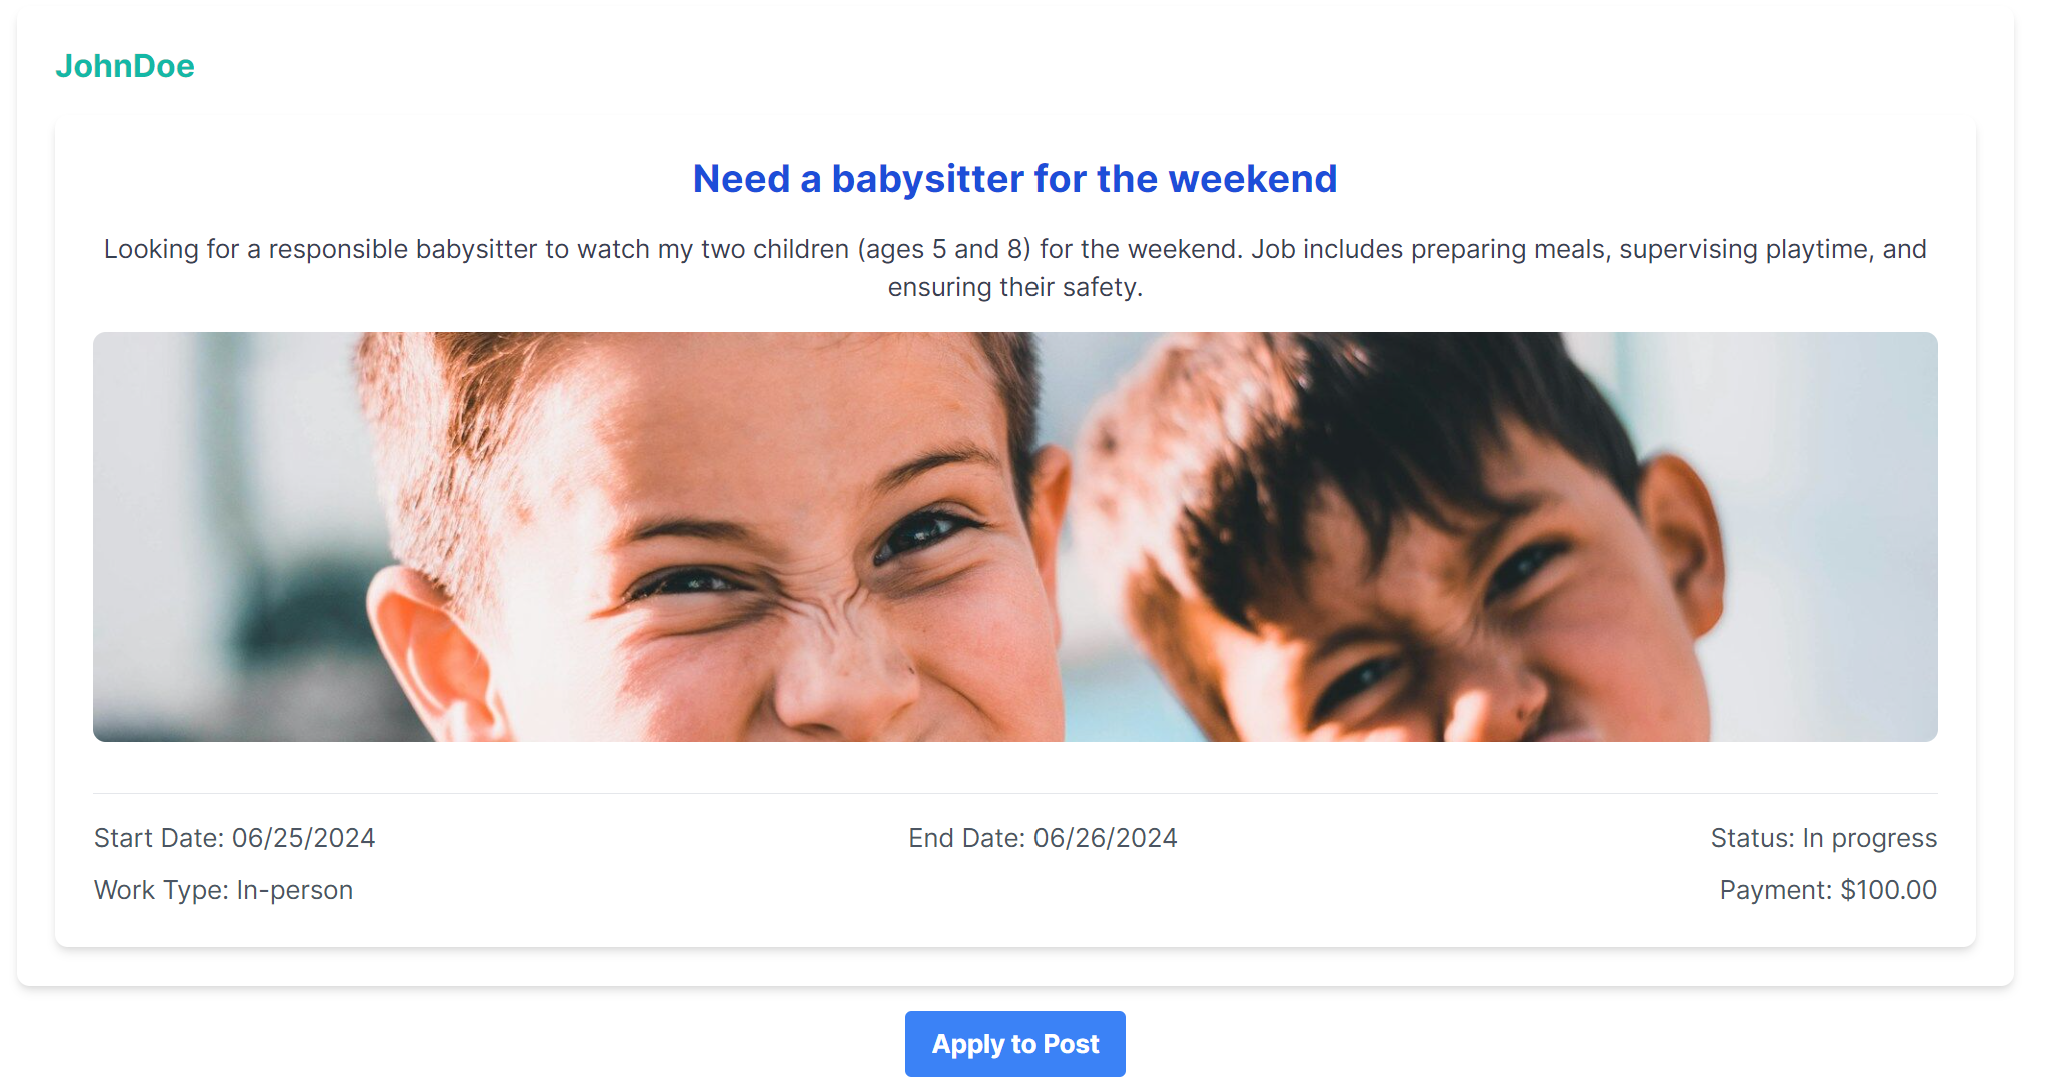 JohnDoe
Need a babysitter for the weekend
Looking for a responsible babysitter to watch my two children (ages 5 and 8) for the weekend. Job includes preparing meals, supervising playtime, and
ensuring their safety.
Start Date: 06/25/2024 End Date: 06/26/2024 Status: In progress
Work Type: In-person Payment: $100.00
Apply to Post